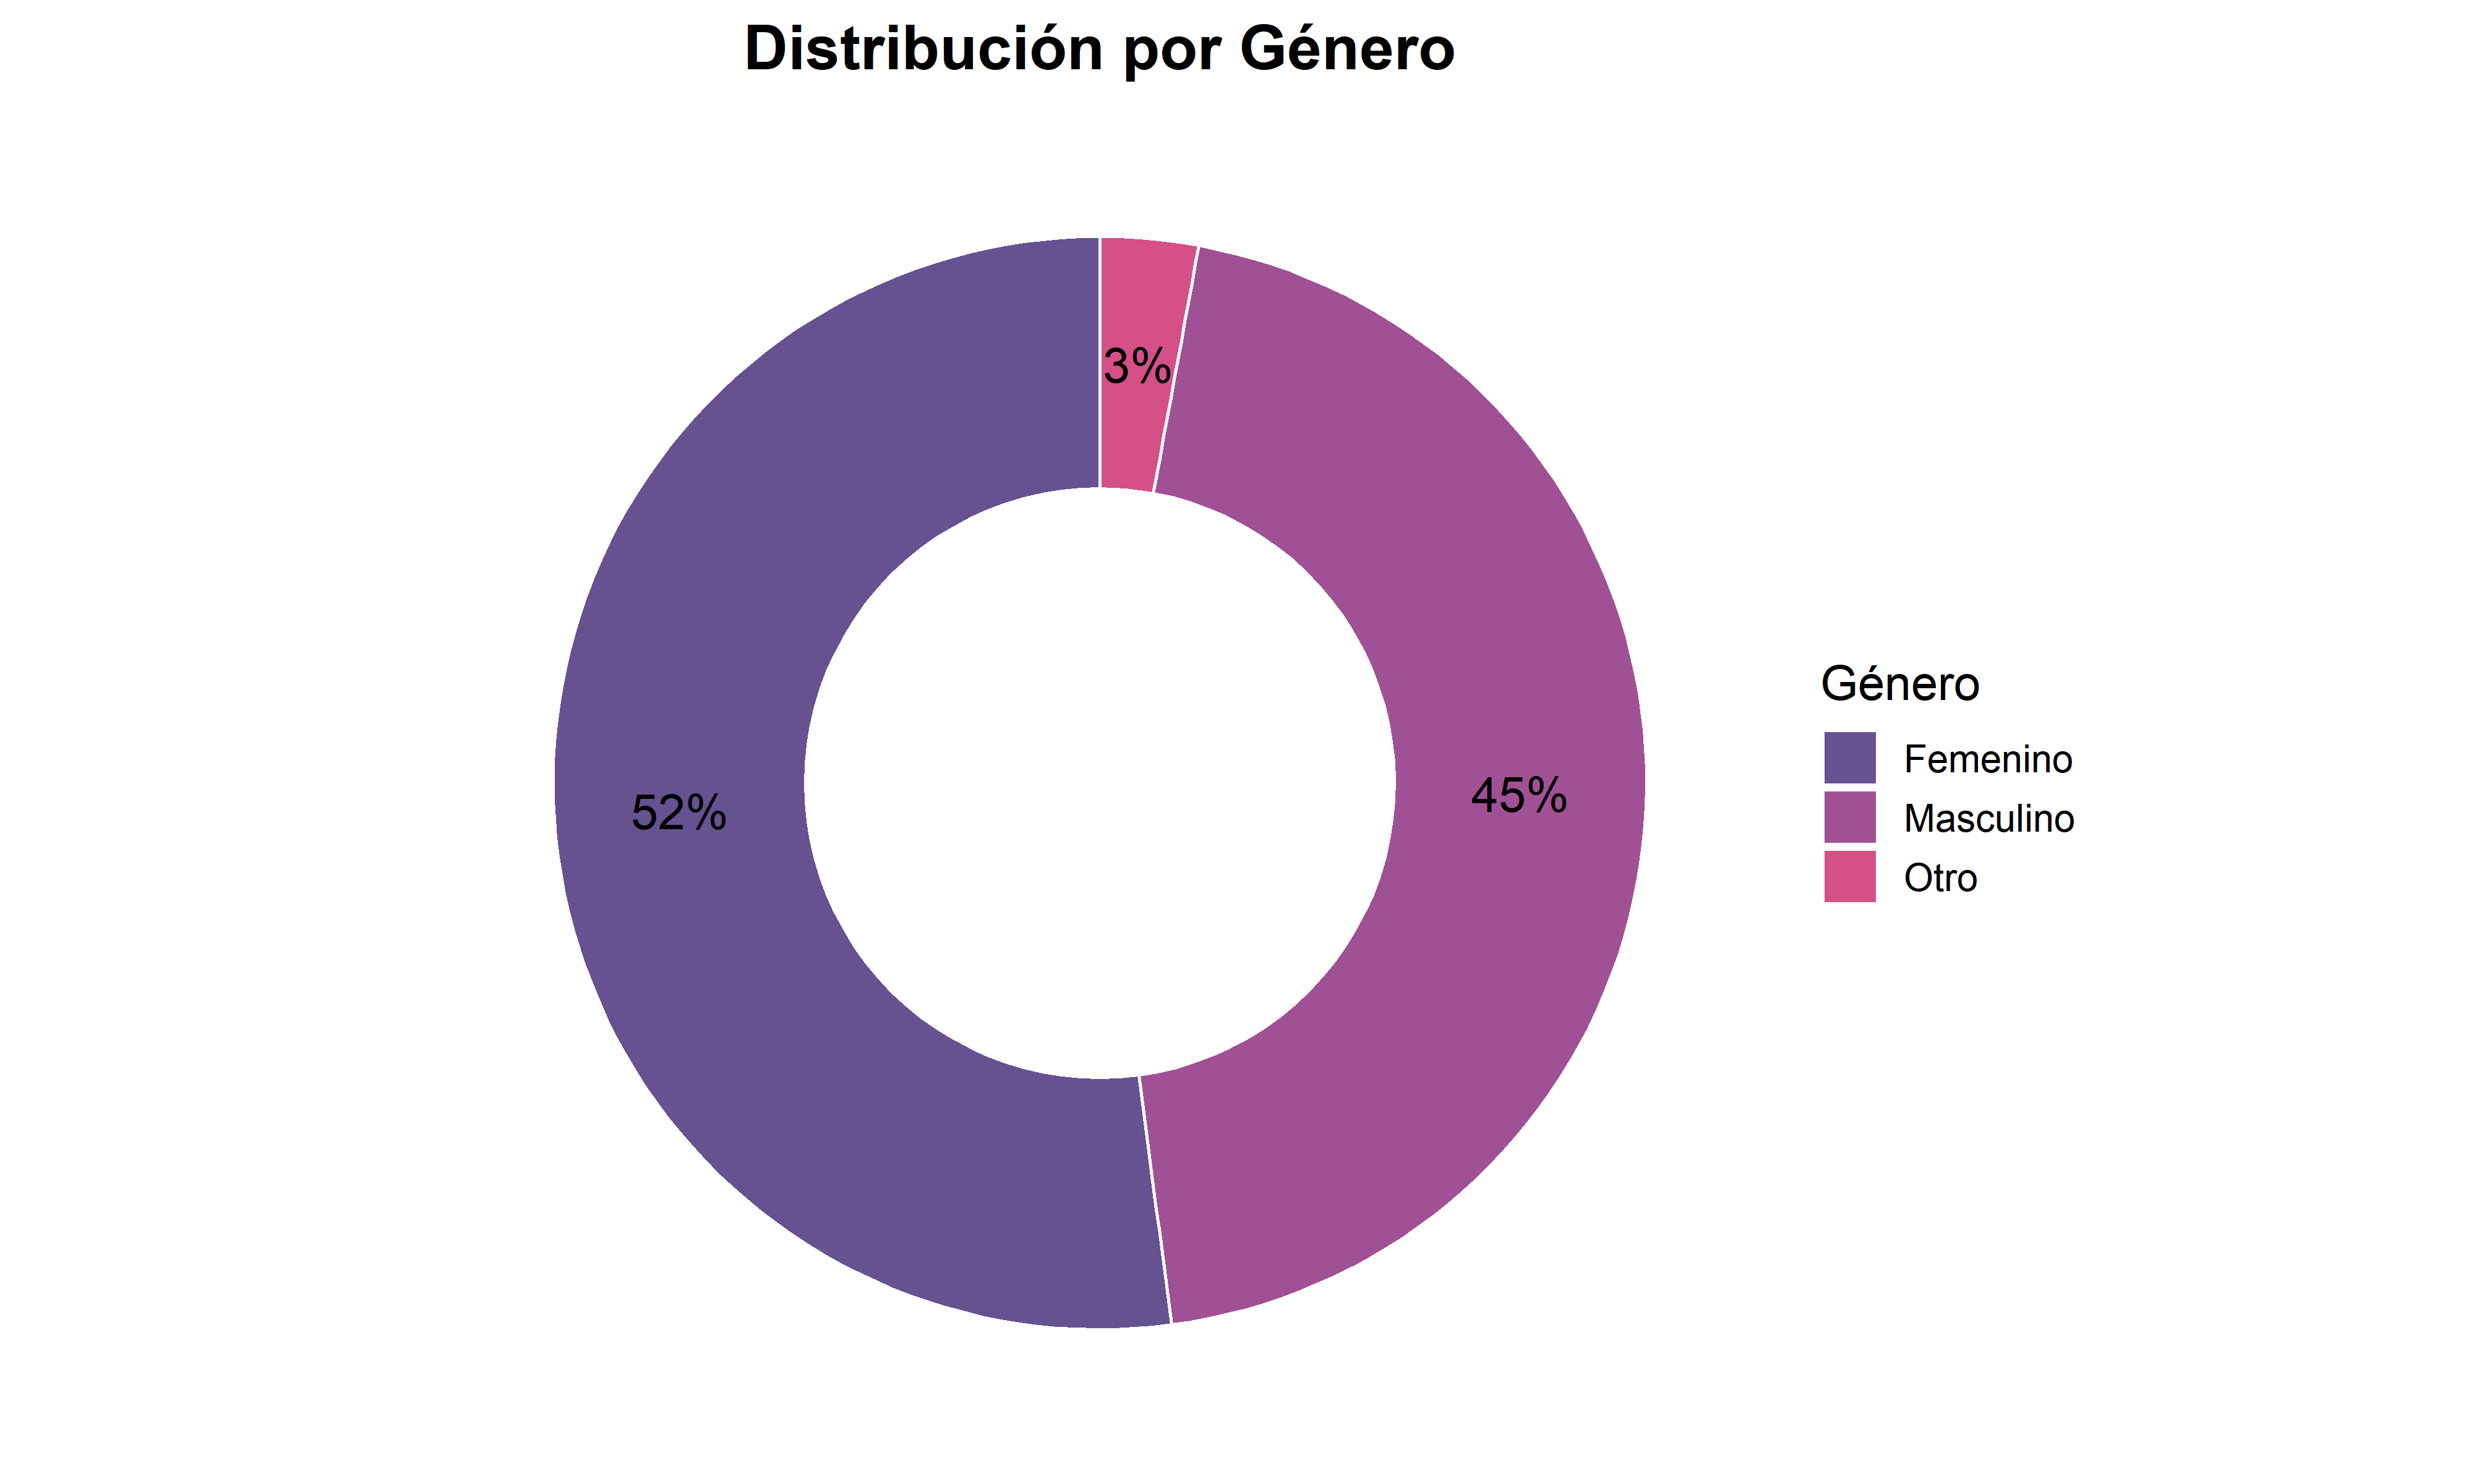 Distribución por Género
3%
52%
45%
Género
Femenino
Masculino
Otro